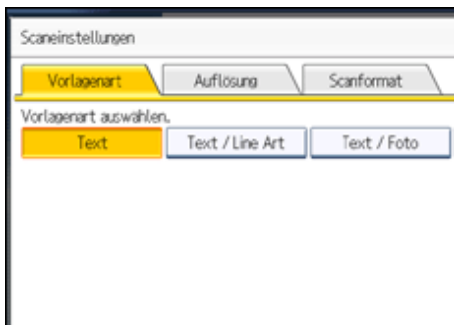 Scaneinstellungen
Vorlagenart Auflösung Scanformat
Vorlagenart auswählen.
Text Text / Line Art Text / Foto